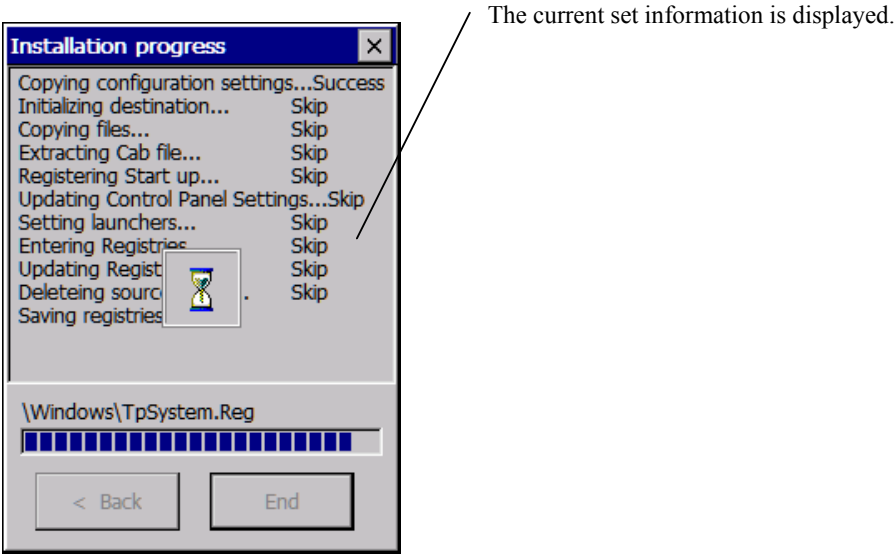 The current set information is displayed.
Installation progress
Copying configuration settings...Success
Initializing destination... Skip
Copying files... Skip
Extracting Cab file... Skip
Registering Start up... Skip
Updating Control Panel Settings...Skip
Setting launchers... Skip
Entering Registries Skip
Updating Regist Skip
Deleteing sourc . Skip
Saving registries
\Windows\TpSystem.Reg
< Back End